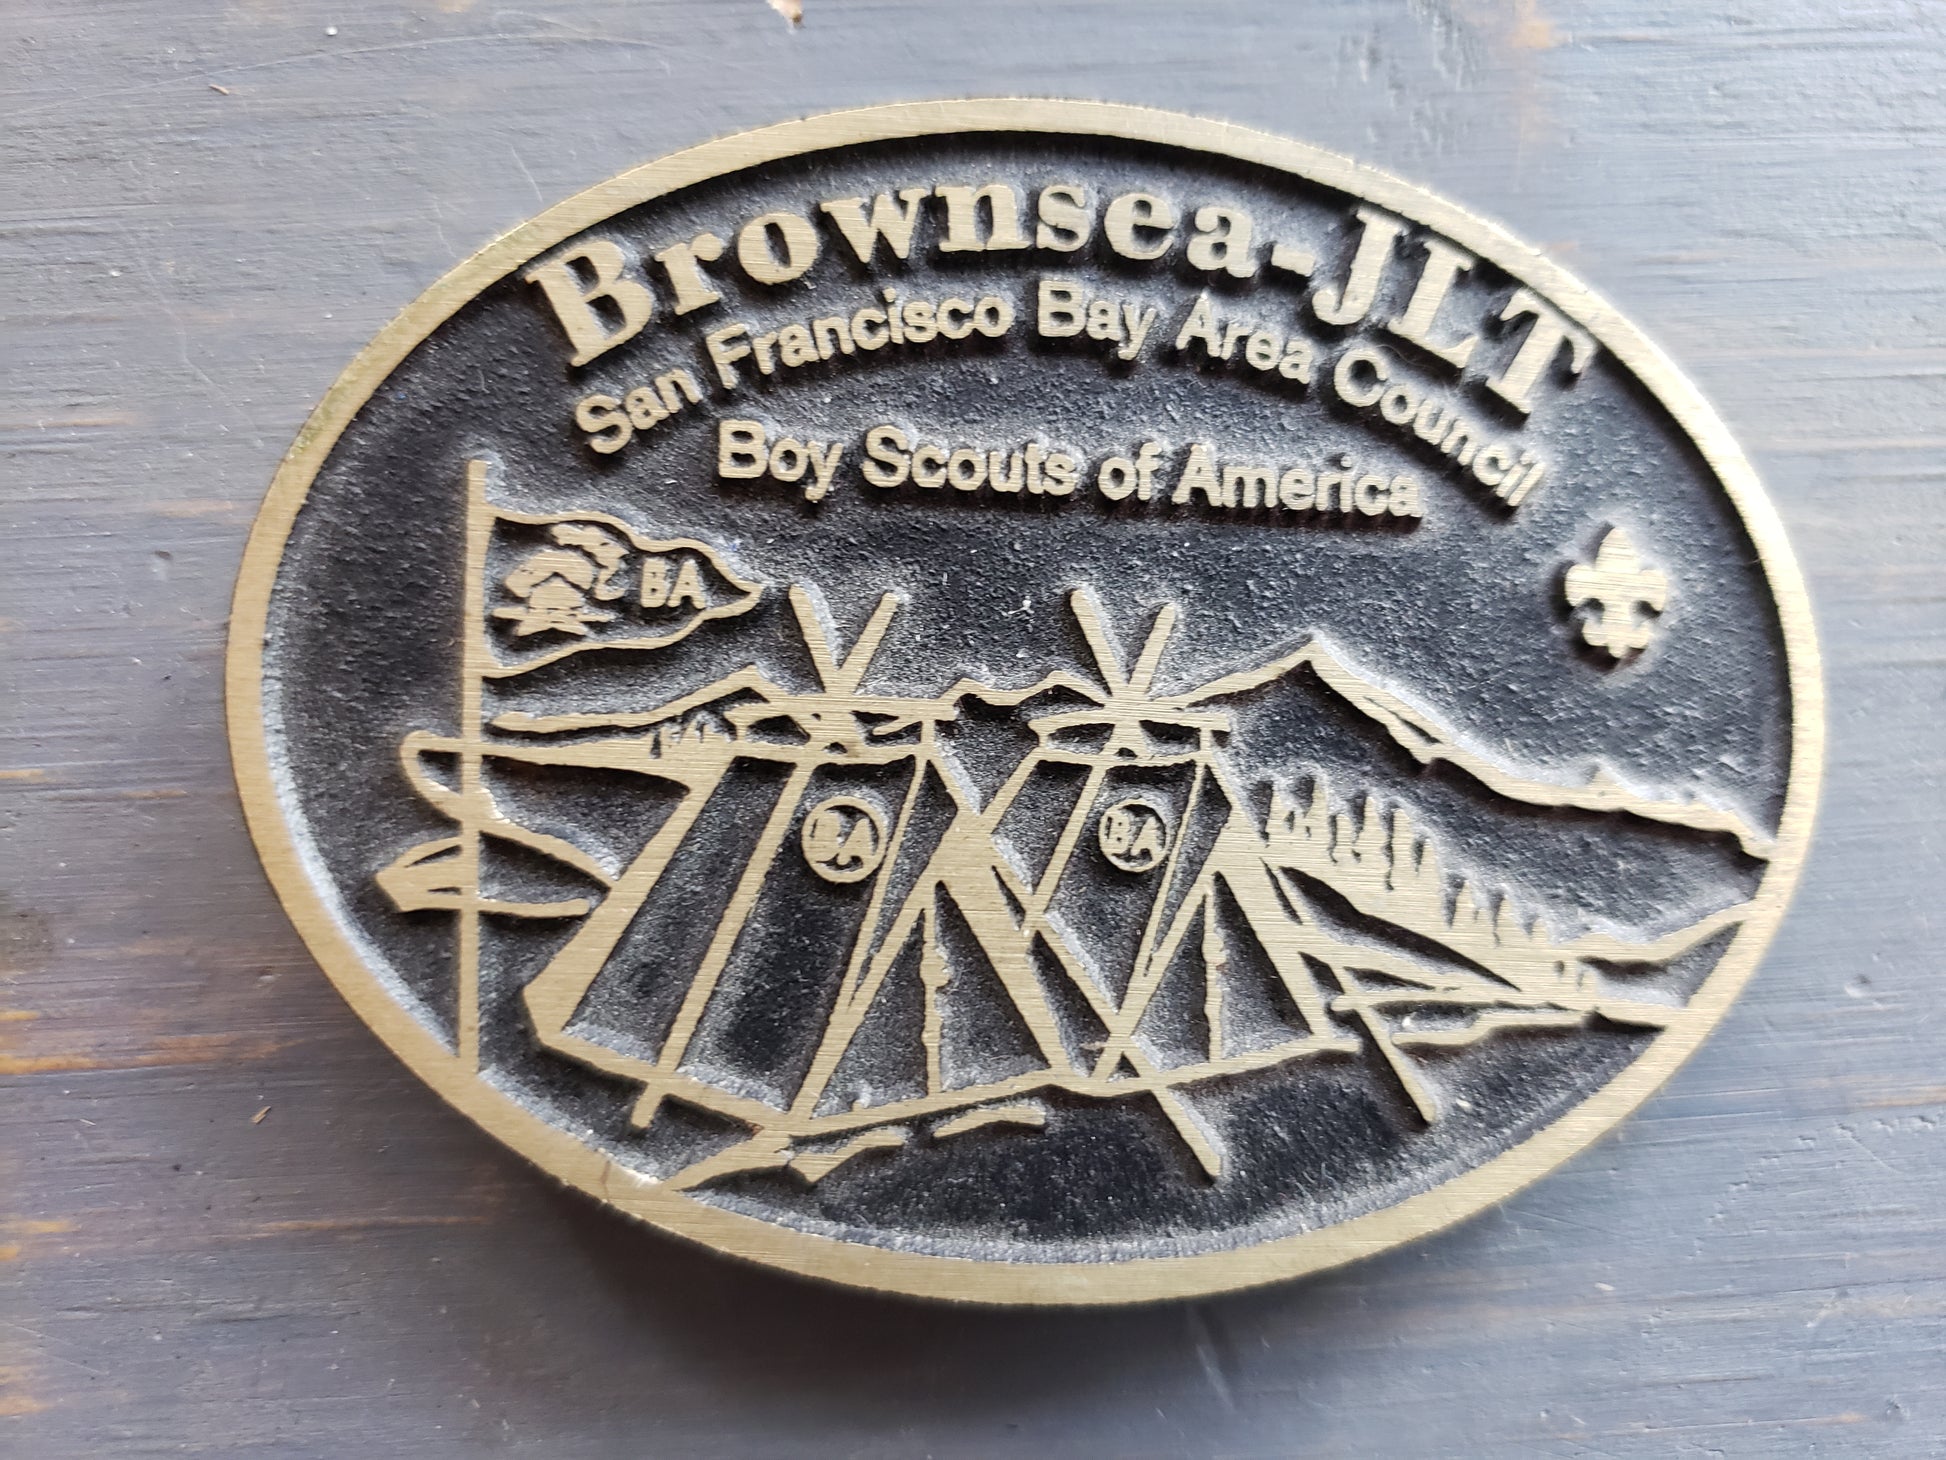 Brownsea-JLT
San Francisco Bay Area Council
Boy Scouts of America
BA
BA
BA